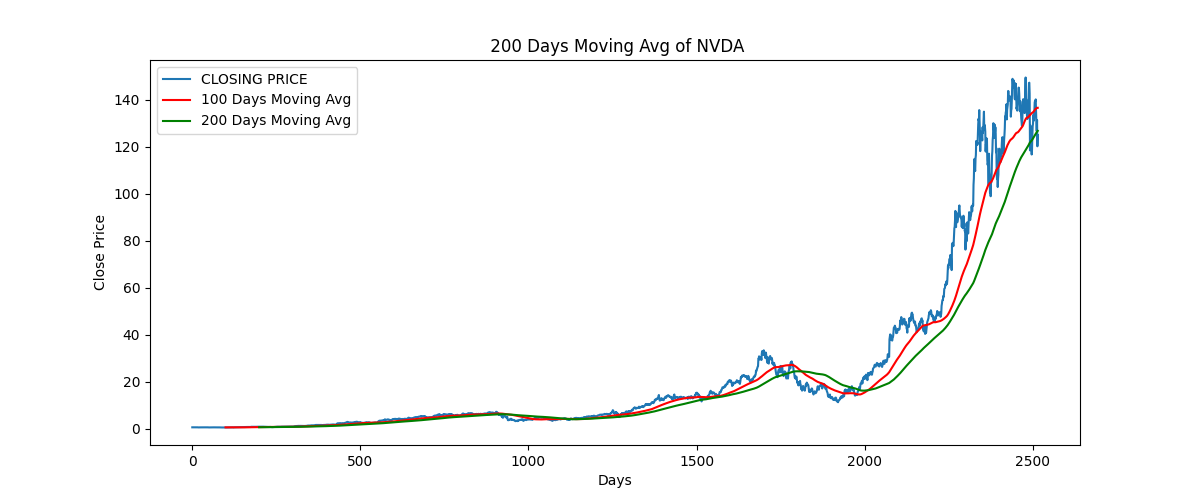 200 Days Moving Avg of NVDA
CLOSING PRICE
100 Days Moving Avg
200 Days Moving Avg
Close Price
140
120
100
80
60
40
20
0
0 500 1000 1500 2000 2500
Days